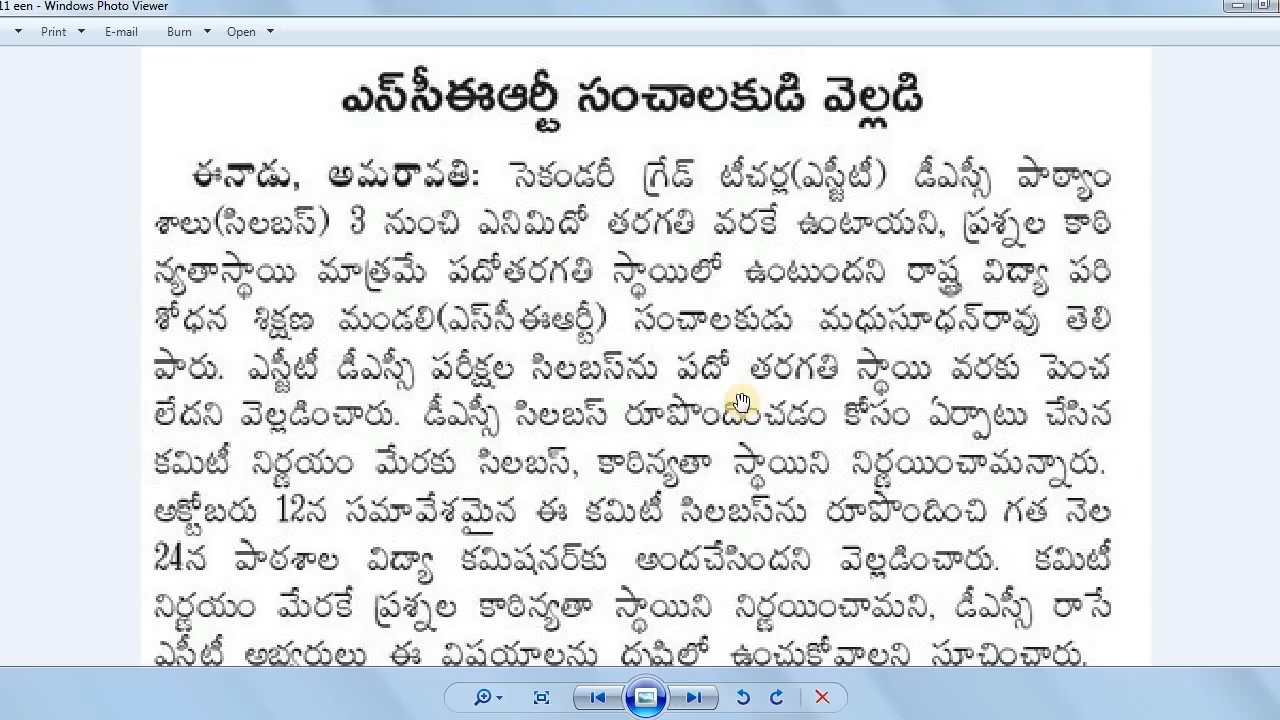 11 een - Windows Photo Viewer
Print E-mail Burn Open
ఎస్‌సీఈఆర్టీ సంచాలకుడి వెల్లడి
ఈనాడు, అమరావతి: సెకండరీ గ్రేడ్ టీచర్ల(ఎస్జీటీ) డీఎస్సీ పాఠ్యాం
శాలు(సిలబస్) 3 నుంచి ఎనిమిదో తరగతి వరకే ఉంటాయని, ప్రశ్నల కాఠి
న్యతాస్థాయి మాత్రమే పదోతరగతి స్థాయిలో ఉంటుందని రాష్ట్ర విద్యా పరి
శోధన శిక్షణ మండలి(ఎస్‌సీఈఆర్టీ) సంచాలకుడు మధుసూధన్‌రావు తెలి
పారు. ఎస్జీటీ డీఎస్సీ పరీక్షల సిలబస్‌ను పదో తరగతి స్థాయి వరకు పెంచ
లేదని వెల్లడించారు. డీఎస్సీ సిలబస్ రూపొందించడం కోసం ఏర్పాటు చేసిన
కమిటీ నిర్ణయం మేరకు సిలబస్, కాఠిన్యతా స్థాయిని నిర్ణయించామన్నారు.
ఆక్టోబరు 12న సమావేశమైన ఈ కమిటీ సిలబస్‌ను రూపొందించి గత నెల
24న పాఠశాల విద్యా కమిషనర్‌కు అందచేసిందని వెల్లడించారు. కమిటీ
నిర్ణయం మేరకే ప్రశ్నల కాఠిన్యతా స్థాయిని నిర్ణయించామని, డీఎస్సీ రాసే
ఎస్జీటీ అభ్యర్థులు ఈ విషయాలను దృష్టిలో ఉంచుకోవాలని సూచించారు.